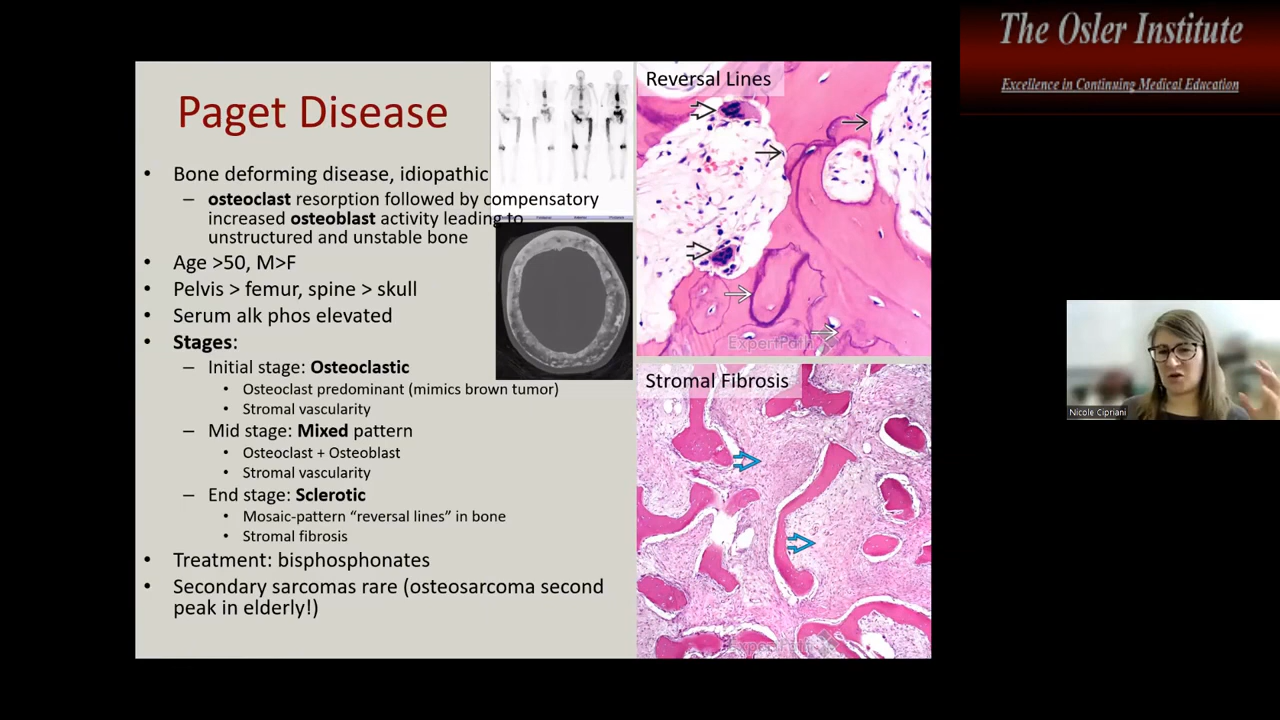 The Osler Institute
Excellence in Continuing Medical Education
Paget Disease
• Bone deforming disease, idiopathic
– osteoclast resorption followed by compensatory
increased osteoblast activity leading to
unstructured and unstable bone
• Age >50, M>F
• Pelvis > femur, spine > skull
• Serum alk phos elevated
• Stages:
– Initial stage: Osteoclastic
• Osteoclast predominant (mimics brown tumor)
• Stromal vascularity
– Mid stage: Mixed pattern
• Osteoclast + Osteoblast
• Stromal vascularity
– End stage: Sclerotic
• Mosaic-pattern “reversal lines” in bone
• Stromal fibrosis
• Treatment: bisphosphonates
• Secondary sarcomas rare (osteosarcoma second
peak in elderly!)
Reversal Lines
ExpertPath
Stromal Fibrosis
ExpertPath
Nicole Cipriani